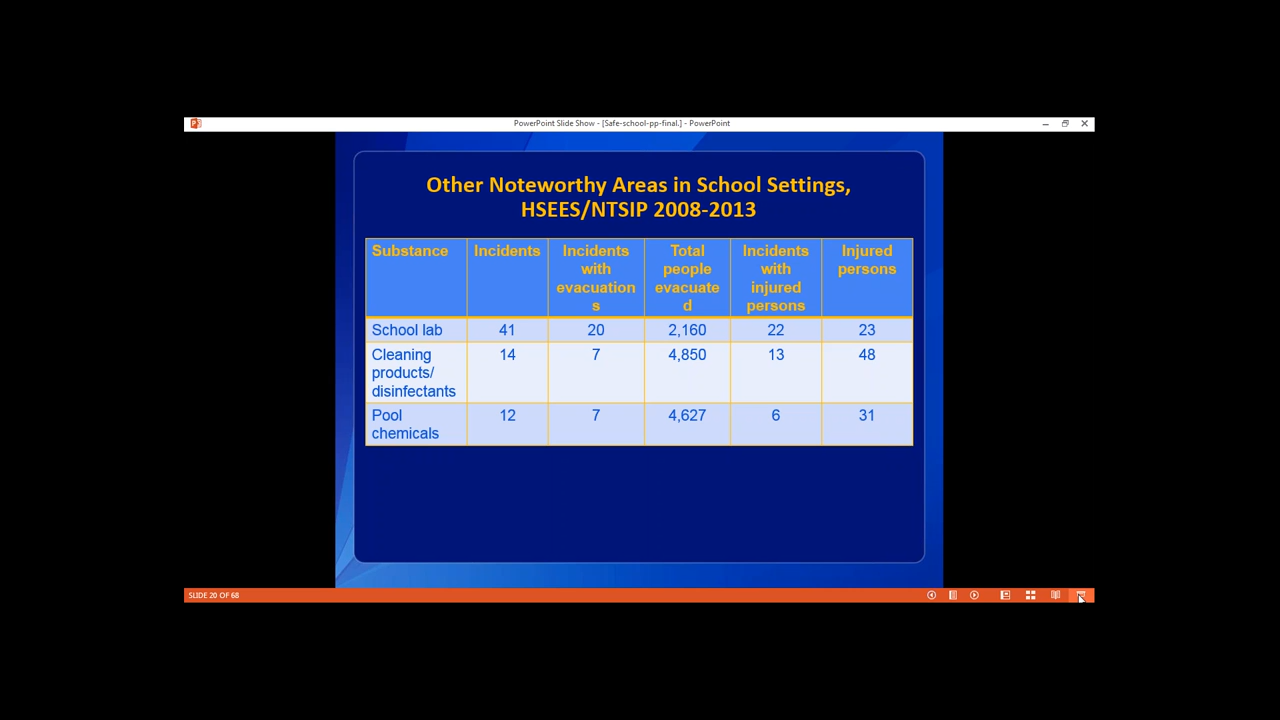 PowerPoint Slide Show - [Safe-school-pp-final.] - PowerPoint
Other Noteworthy Areas in School Settings,
HSEES/NTSIP 2008-2013
Substance Incidents Incidents with evacuation s Total people evacuate d Incidents with injured persons Injured persons
School lab 41 20 2,160 22 23
Cleaning products/ disinfectants 14 7 4,850 13 48
Pool chemicals 12 7 4,627 6 31
SLIDE 20 OF 68